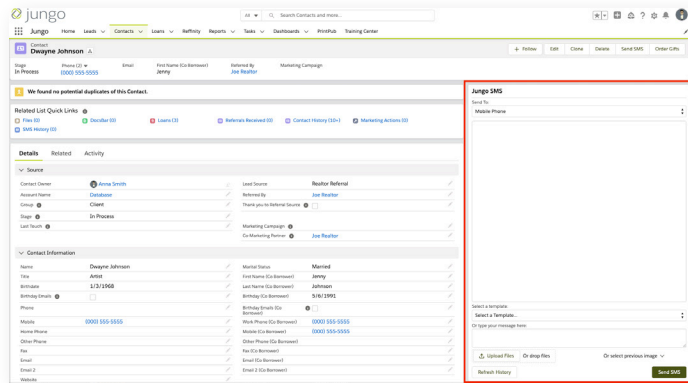 jungo
All
Search Contacts and more...
Jungo Home Leads Contacts Loans Reffinity Reports Tasks Dashboards PrintPub Training Center
Contact
Dwayne Johnson
+ Follow Edit Clone Delete Send SMS Order Gifts
Stage Phone (2) Email First Name (Co Borrower) Referred By Marketing Campaign
In Process (000) 555-5555 Jenny Joe Realtor
We found no potential duplicates of this Contact.
Related List Quick Links
Files (0) DocBar (0) Loans (3) Referrals Received (0) Contact History (10+) Marketing Actions (0)
SMS History (0)
Details Related Activity
Source
Contact Owner Anna Smith Lead Source Realtor Referral
Account Name Database Referred By Joe Realtor
Group Client Thank you to Referral Source
Stage In Process
Last Touch Marketing Campaign
Co-Marketing Partner Joe Realtor
Contact Information
Name Dwayne Johnson Marital Status Married
Title Artist First Name (Co Borrower) Jenny
Birthdate 1/3/1968 Last Name (Co Borrower) Johnson
Birthday Emails Birthday (Co Borrower) 5/6/1991
Phone Birthday Emails (Co Borrower)
Mobile (000) 555-5555 Work Phone (Co Borrower) (000) 555-5555
Home Phone Mobile (Co Borrower) (000) 555-5555
Other Phone Other Phone (Co Borrower)
Fax Fax (Co Borrower)
Email Email (Co Borrower)
Email 2 Email 2 (Co Borrower)
Website
Jungo SMS
Send To:
Mobile Phone
Select a template:
Select a Template...
Or type your message here:
Upload Files Or drop files Or select previous image
Refresh History Send SMS